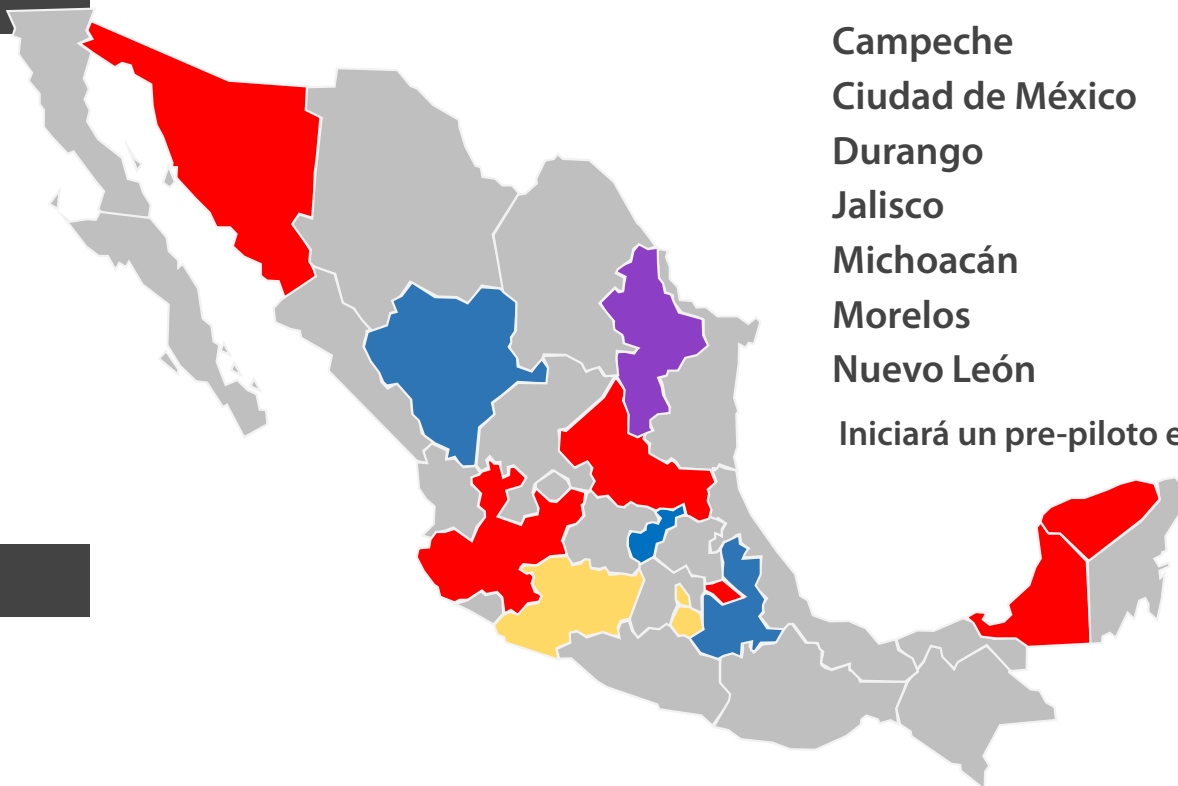 Campeche
Ciudad de México
Durango
Jalisco
Michoacán
Morelos
Nuevo León
Iniciará un pre-piloto e